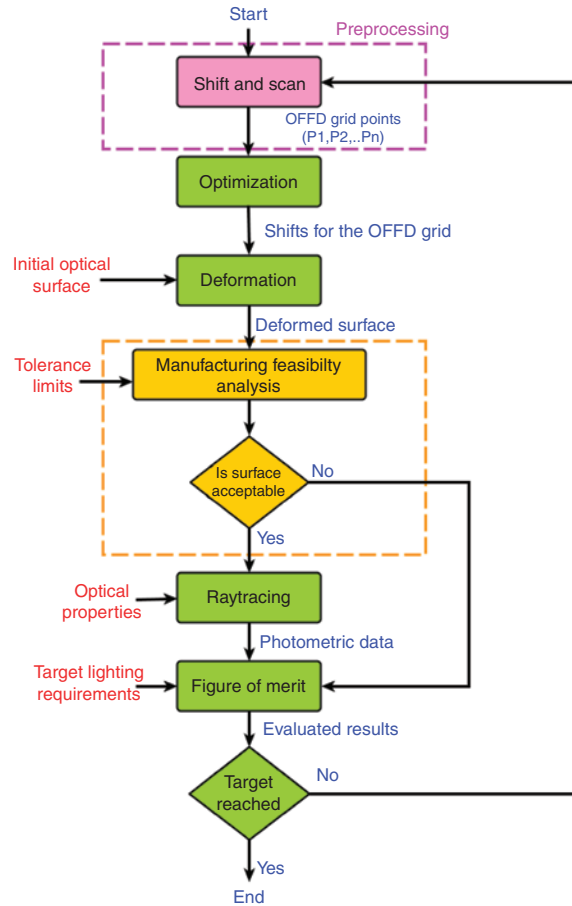 Start
Preprocessing
Shift and scan
OFFD grid points
(P1,P2,..Pn)
Optimization
Shifts for the OFFD grid
Initial optical
surface
Deformation
Deformed surface
Tolerance
limits
Manufacturing feasibilty
analysis
Is surface
acceptable
No
Yes
Optical
properties
Raytracing
Photometric data
Target lighting
requirements
Figure of merit
Evaluated results
Target
reached
No
Yes
End